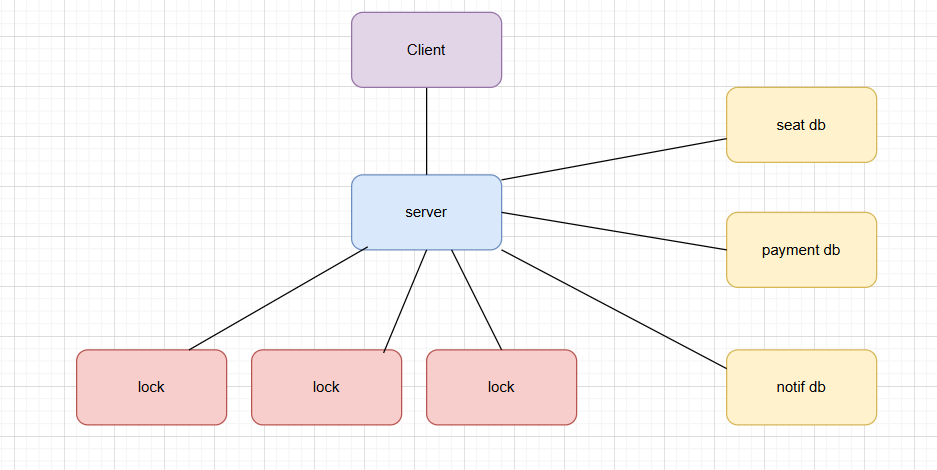 Client
seat db
server
payment db
lock
lock
lock
notif db